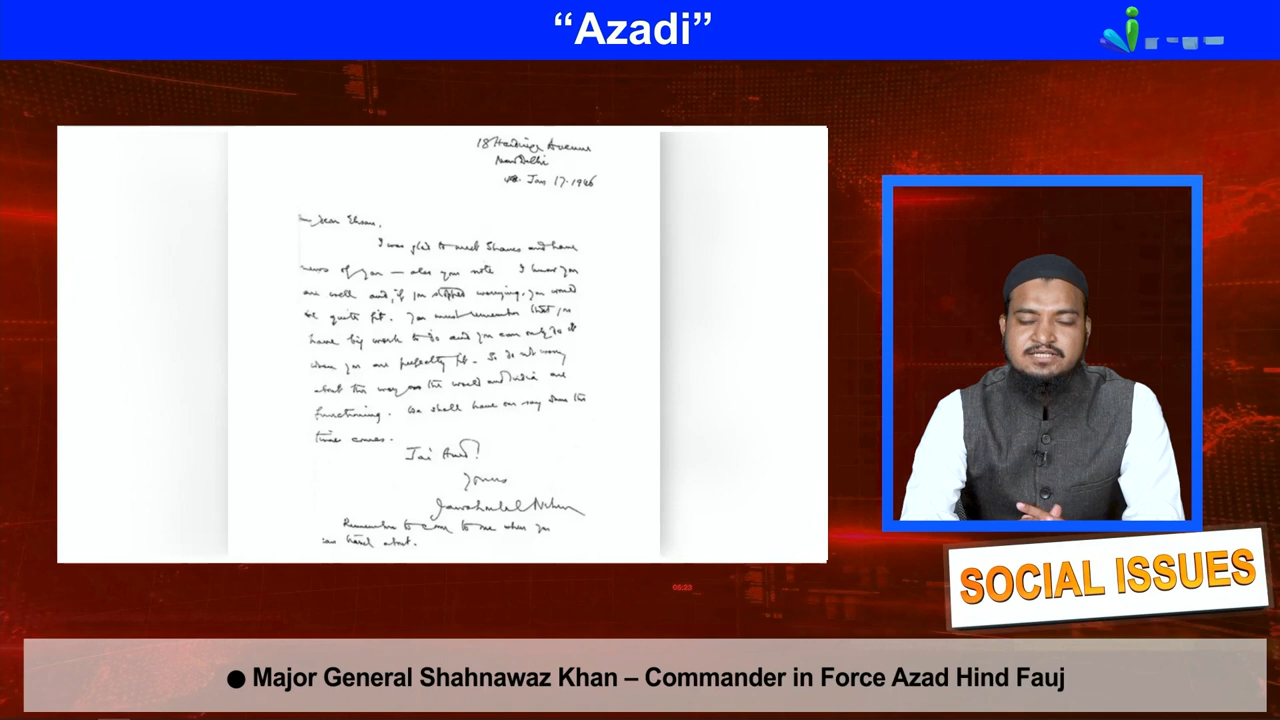 “Azadi”
18 Hardinge Avenue
New Delhi
Jan 17. 1946
My dear Ehsan,
I was glad to meet Shanes and have
news of you — also your note. I know you
are well and, if you stopped worrying, you would
be quite fit. You must remember that you
have big work to do and you can only do it
when you are perfectly fit. So do not worry
about the way the world and India are
functioning. We shall have our say when the
time comes.
Jai Hind!
Yours
Jawaharlal Nehru
Remember to come to me when you
can travel about.
06:23
SOCIAL ISSUES
● Major General Shahnawaz Khan – Commander in Force Azad Hind Fauj